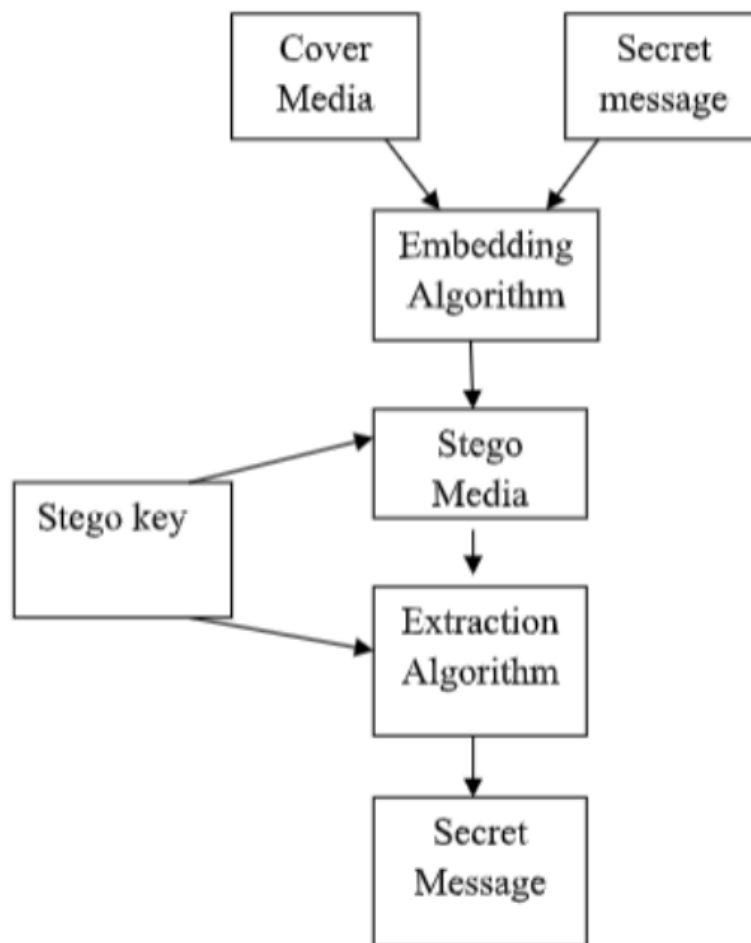 Cover
Media
Secret
message
Embedding
Algorithm
Stego
Media
Stego key
Extraction
Algorithm
Secret
Message